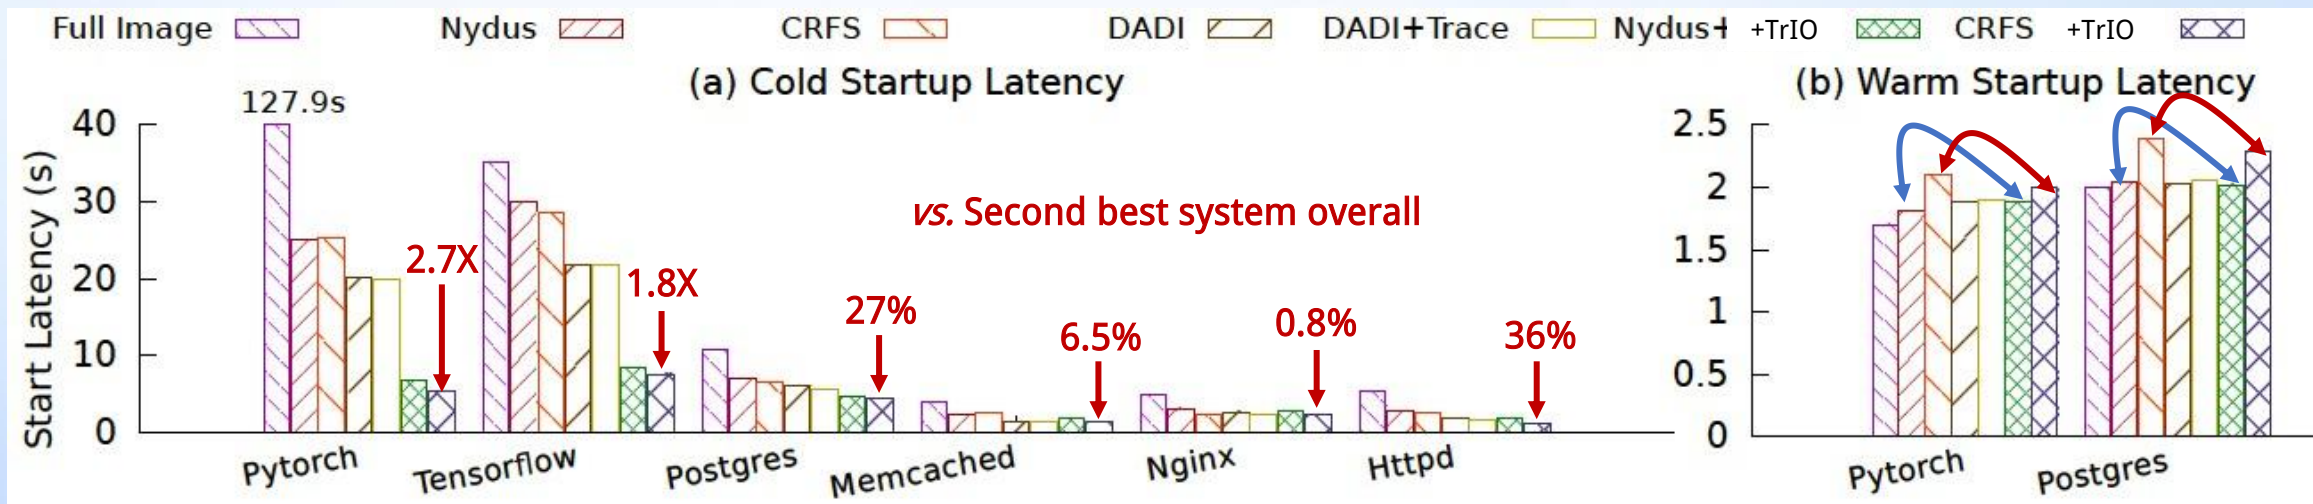 Full Image Nydus CRFS DADI DADI+Trace Nydus+ +TrIO CRFS +TrIO
(a) Cold Startup Latency
127.9s
Start Latency (s)
40
30
20
10
0
vs. Second best system overall
2.7X
1.8X
27%
6.5%
0.8%
36%
Pytorch Tensorflow Postgres Memcached Nginx Httpd
(b) Warm Startup Latency
2.5
2
1.5
1
0.5
0
Pytorch Postgres